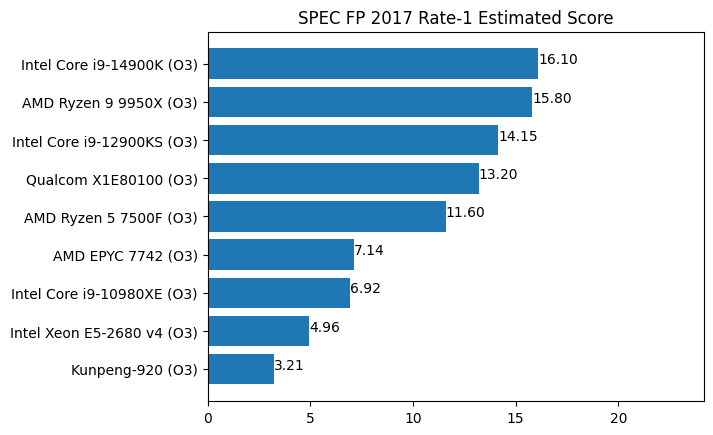 SPEC FP 2017 Rate-1 Estimated Score
Intel Core i9-14900K (O3) 16.10
AMD Ryzen 9 9950X (O3) 15.80
Intel Core i9-12900KS (O3) 14.15
Qualcom X1E80100 (O3) 13.20
AMD Ryzen 5 7500F (O3) 11.60
AMD EPYC 7742 (O3) 7.14
Intel Core i9-10980XE (O3) 6.92
Intel Xeon E5-2680 v4 (O3) 4.96
Kunpeng-920 (O3) 3.21
0 5 10 15 20